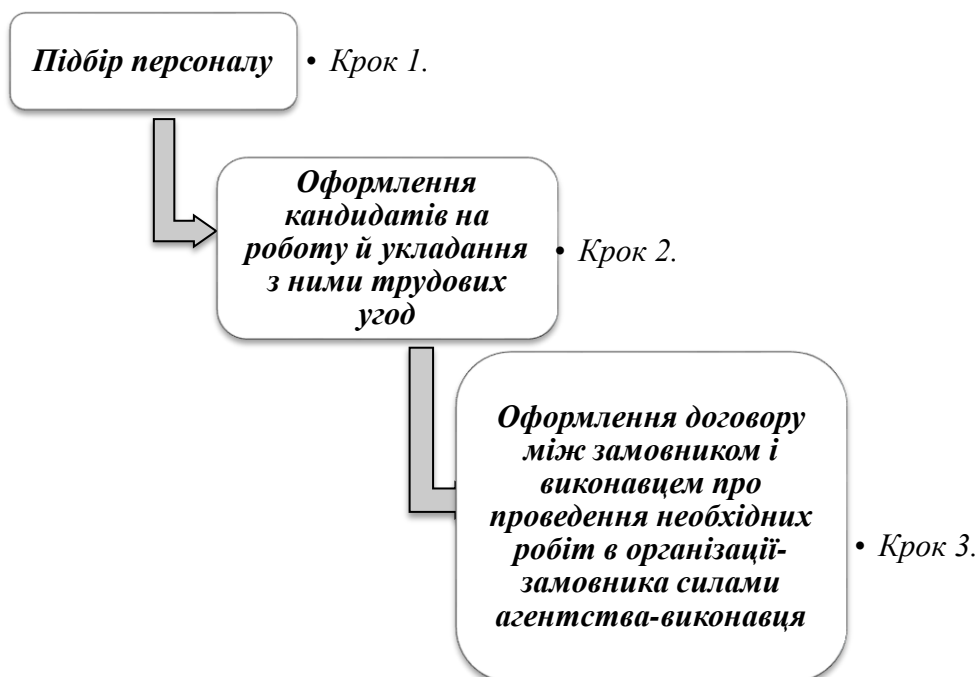 Підбір персоналу
• Крок 1.
Оформлення
кандидатів на
роботу й укладання
з ними трудових
угод
• Крок 2.
Оформлення договору
між замовником і
виконавцем про
проведення необхідних
робіт в організації-
замовника силами
агентства-виконавця
• Крок 3.